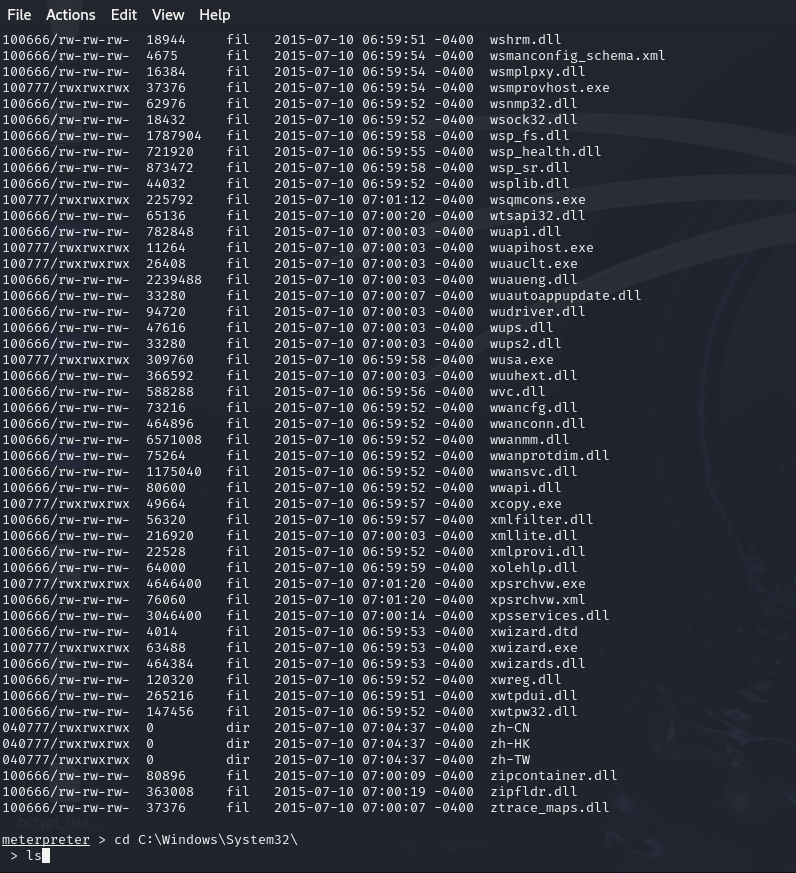 File Actions Edit View Help
100666/rw-rw-rw- 18944 fil 2015-07-10 06:59:51 -0400 wshrm.dll
100666/rw-rw-rw- 4675 fil 2015-07-10 06:59:54 -0400 wsmanconfig_schema.xml
100666/rw-rw-rw- 16384 fil 2015-07-10 06:59:54 -0400 wsmplpxy.dll
100777/rwxrwxrwx 37376 fil 2015-07-10 06:59:54 -0400 wsmprovhost.exe
100666/rw-rw-rw- 62976 fil 2015-07-10 06:59:52 -0400 wsnmp32.dll
100666/rw-rw-rw- 18432 fil 2015-07-10 06:59:52 -0400 wsock32.dll
100666/rw-rw-rw- 1787904 fil 2015-07-10 06:59:58 -0400 wsp_fs.dll
100666/rw-rw-rw- 721920 fil 2015-07-10 06:59:55 -0400 wsp_health.dll
100666/rw-rw-rw- 873472 fil 2015-07-10 06:59:58 -0400 wsp_sr.dll
100666/rw-rw-rw- 44032 fil 2015-07-10 06:59:52 -0400 wsplib.dll
100777/rwxrwxrwx 225792 fil 2015-07-10 07:01:12 -0400 wsqmcons.exe
100666/rw-rw-rw- 65136 fil 2015-07-10 07:00:20 -0400 wtsapi32.dll
100666/rw-rw-rw- 782848 fil 2015-07-10 07:00:03 -0400 wuapi.dll
100777/rwxrwxrwx 11264 fil 2015-07-10 07:00:03 -0400 wuapihost.exe
100777/rwxrwxrwx 26408 fil 2015-07-10 07:00:03 -0400 wuauclt.exe
100666/rw-rw-rw- 2239488 fil 2015-07-10 07:00:03 -0400 wuaueng.dll
100666/rw-rw-rw- 33280 fil 2015-07-10 07:00:07 -0400 wuautoappupdate.dll
100666/rw-rw-rw- 94720 fil 2015-07-10 07:00:03 -0400 wudriver.dll
100666/rw-rw-rw- 47616 fil 2015-07-10 07:00:03 -0400 wups.dll
100666/rw-rw-rw- 33280 fil 2015-07-10 07:00:03 -0400 wups2.dll
100777/rwxrwxrwx 309760 fil 2015-07-10 06:59:58 -0400 wusa.exe
100666/rw-rw-rw- 366592 fil 2015-07-10 07:00:03 -0400 wuuhext.dll
100666/rw-rw-rw- 588288 fil 2015-07-10 06:59:56 -0400 wvc.dll
100666/rw-rw-rw- 73216 fil 2015-07-10 06:59:52 -0400 wwancfg.dll
100666/rw-rw-rw- 464896 fil 2015-07-10 06:59:52 -0400 wwanconn.dll
100666/rw-rw-rw- 6571008 fil 2015-07-10 06:59:52 -0400 wwanmm.dll
100666/rw-rw-rw- 75264 fil 2015-07-10 06:59:52 -0400 wwanprotdim.dll
100666/rw-rw-rw- 1175040 fil 2015-07-10 06:59:52 -0400 wwansvc.dll
100666/rw-rw-rw- 80600 fil 2015-07-10 06:59:52 -0400 wwapi.dll
100777/rwxrwxrwx 49664 fil 2015-07-10 06:59:57 -0400 xcopy.exe
100666/rw-rw-rw- 56320 fil 2015-07-10 06:59:57 -0400 xmlfilter.dll
100666/rw-rw-rw- 216920 fil 2015-07-10 07:00:03 -0400 xmllite.dll
100666/rw-rw-rw- 22528 fil 2015-07-10 06:59:52 -0400 xmlprovi.dll
100666/rw-rw-rw- 64000 fil 2015-07-10 06:59:59 -0400 xolehlp.dll
100777/rwxrwxrwx 4646400 fil 2015-07-10 07:01:20 -0400 xpsrchvw.exe
100666/rw-rw-rw- 76060 fil 2015-07-10 07:01:20 -0400 xpsrchvw.xml
100666/rw-rw-rw- 3046400 fil 2015-07-10 07:00:14 -0400 xpsservices.dll
100666/rw-rw-rw- 4014 fil 2015-07-10 06:59:53 -0400 xwizard.dtd
100777/rwxrwxrwx 63488 fil 2015-07-10 06:59:53 -0400 xwizard.exe
100666/rw-rw-rw- 464384 fil 2015-07-10 06:59:53 -0400 xwizards.dll
100666/rw-rw-rw- 120320 fil 2015-07-10 06:59:52 -0400 xwreg.dll
100666/rw-rw-rw- 265216 fil 2015-07-10 06:59:51 -0400 xwtpdui.dll
100666/rw-rw-rw- 147456 fil 2015-07-10 06:59:52 -0400 xwtpw32.dll
040777/rwxrwxrwx 0 dir 2015-07-10 07:04:37 -0400 zh-CN
040777/rwxrwxrwx 0 dir 2015-07-10 07:04:37 -0400 zh-HK
040777/rwxrwxrwx 0 dir 2015-07-10 07:04:37 -0400 zh-TW
100666/rw-rw-rw- 80896 fil 2015-07-10 07:00:09 -0400 zipcontainer.dll
100666/rw-rw-rw- 363008 fil 2015-07-10 07:00:19 -0400 zipfldr.dll
100666/rw-rw-rw- 37376 fil 2015-07-10 07:00:07 -0400 ztrace_maps.dll
bcrypt_has...
meterpreter > cd C:\Windows\System32\
> ls